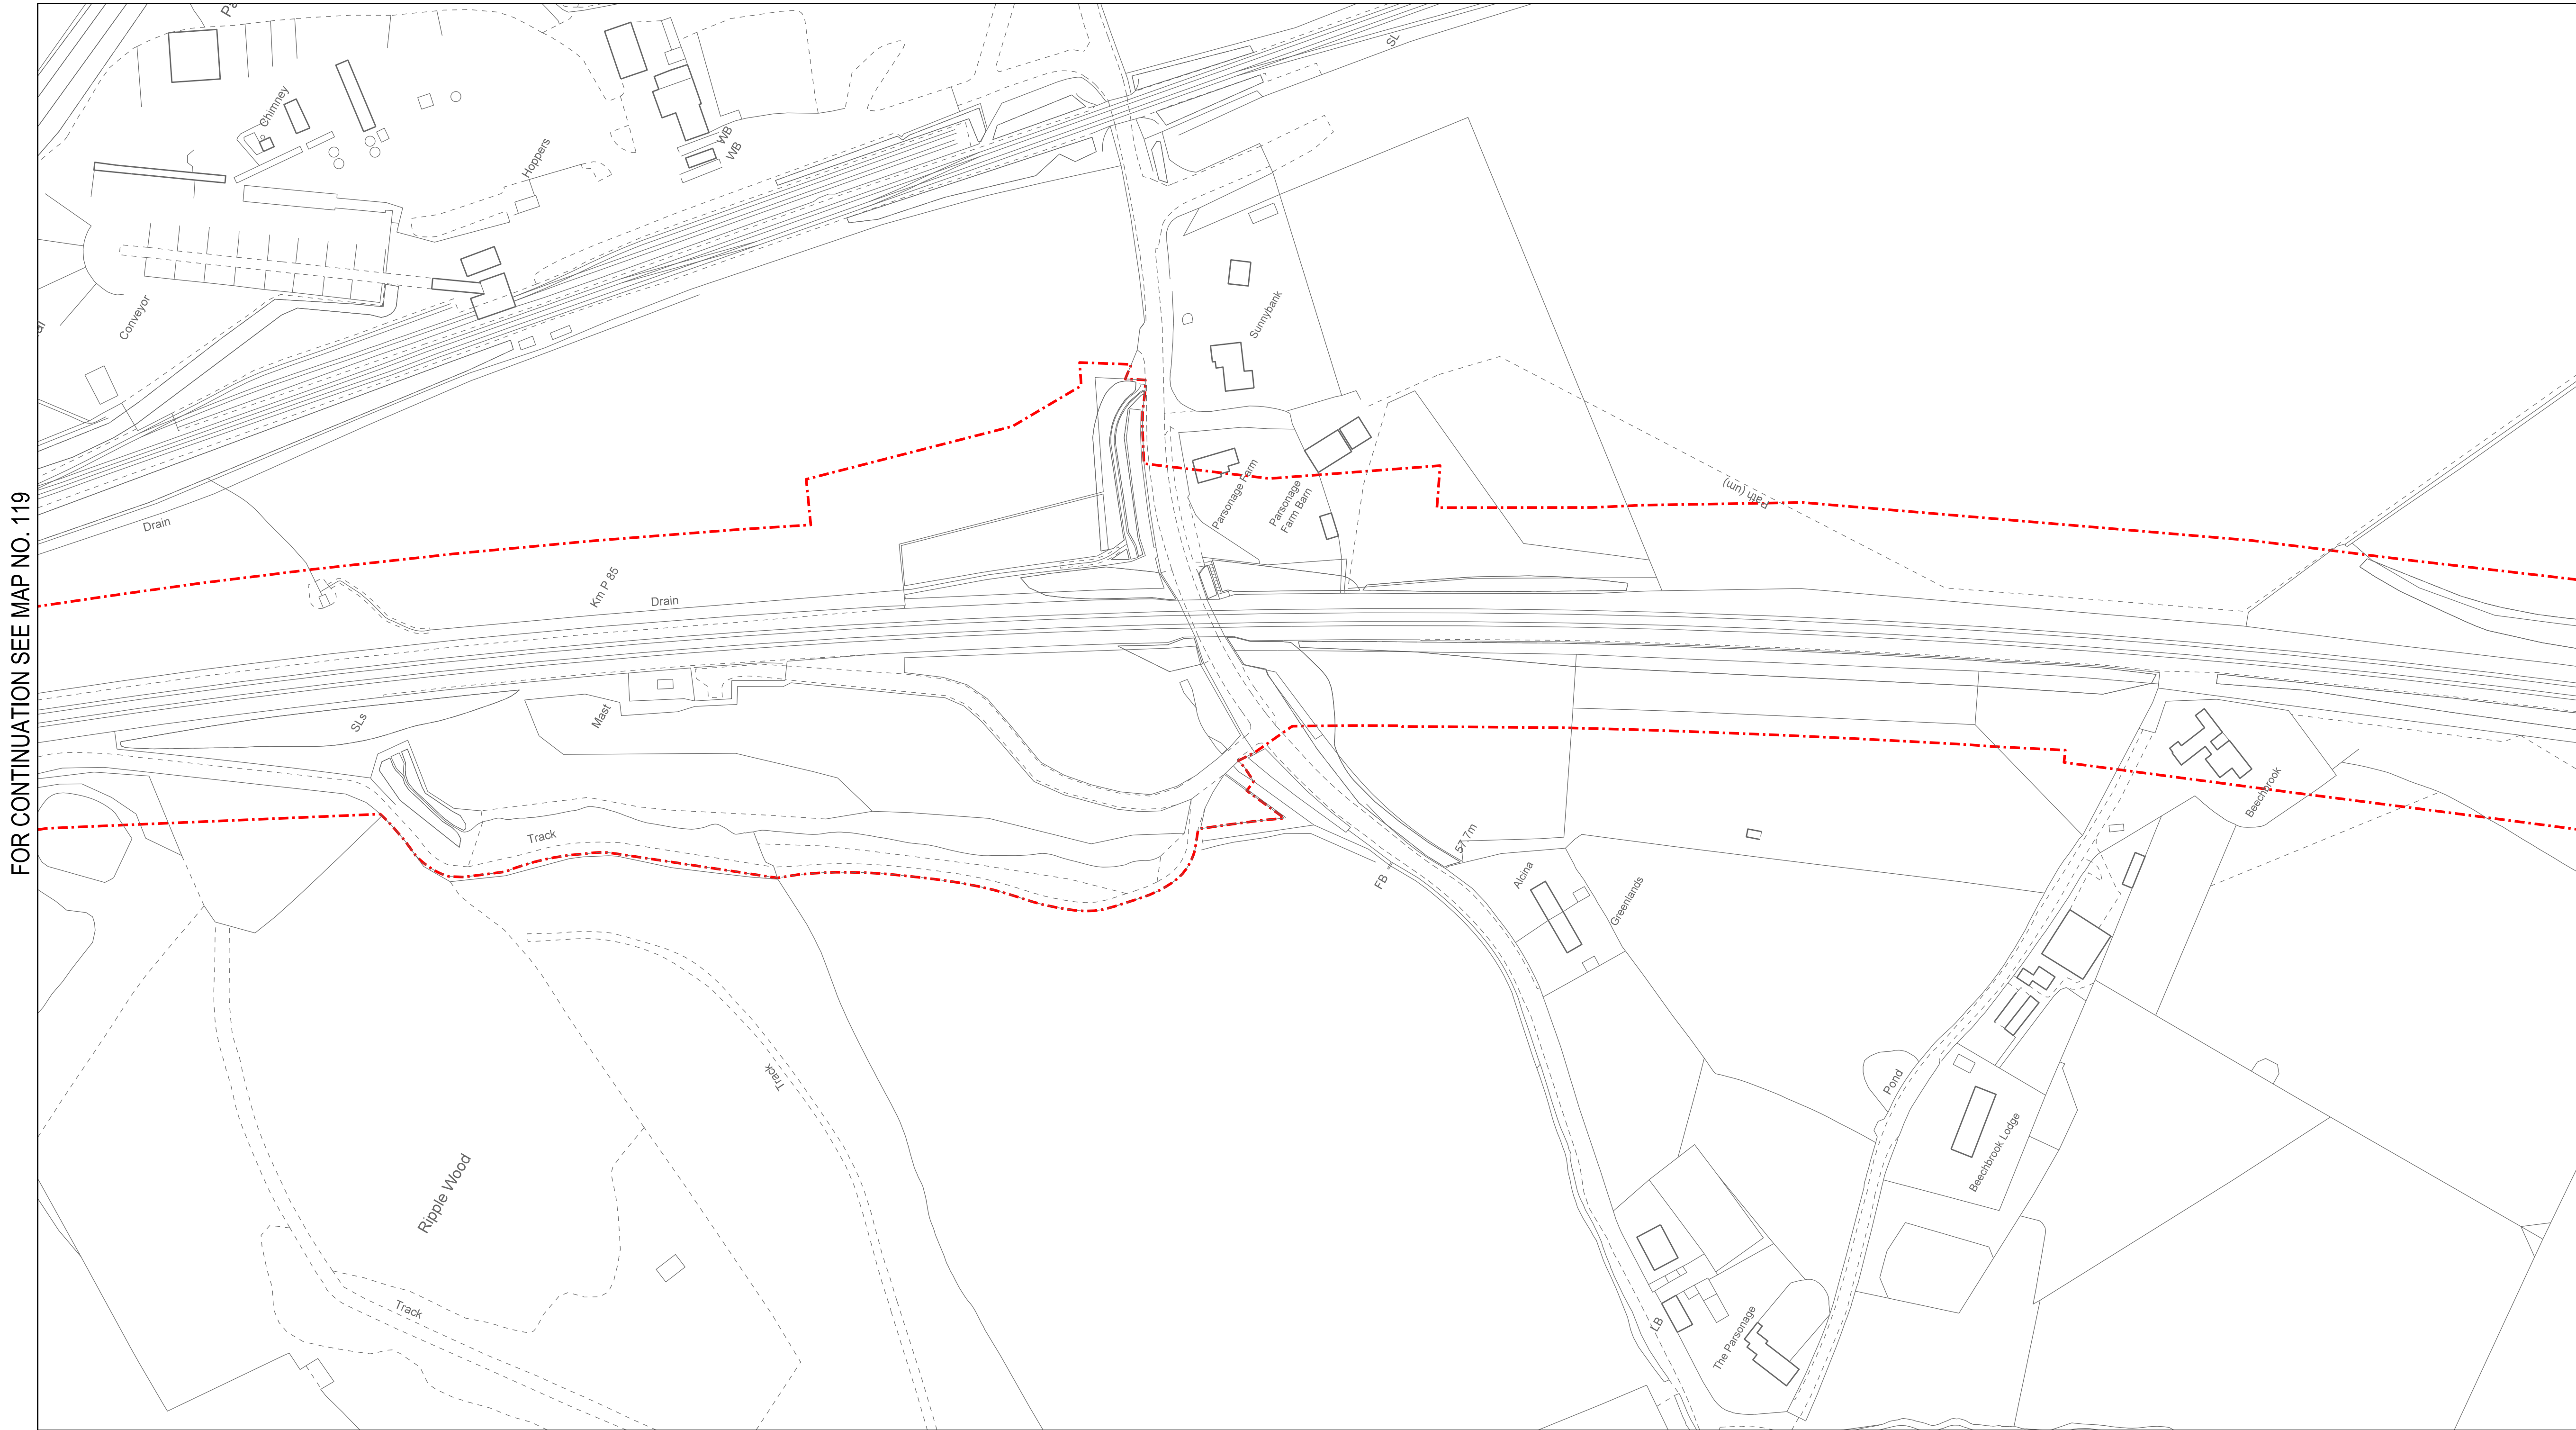 FOR CONTINUATION SEE MAP NO. 119
Chimney
Hoppers
WB
WB
SL
Conveyor
Sunnybank
Drain
Km P 85
Drain
Parsonage Farm
Parsonage
Farm Barn
Path (um)
SLs
Mast
Track
57.7m
FB
Alcina
Greenlands
Beechbrook
Pond
Beechbrook Lodge
Track
Ripple Wood
Track
LB
The Parsonage